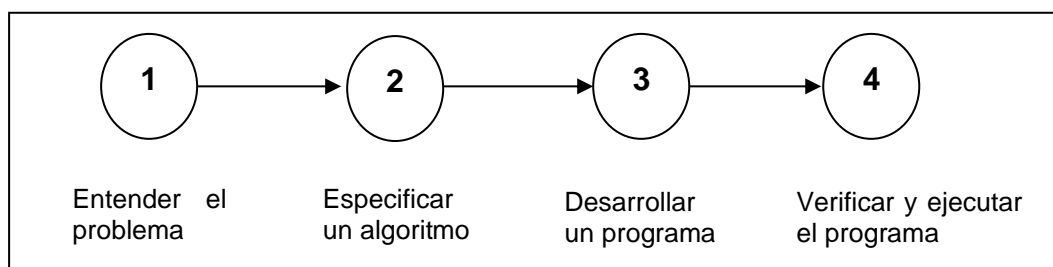 1
2
3
4
Entender el
problema
Especificar
un algoritmo
Desarrollar
un programa
Verificar y ejecutar
el programa